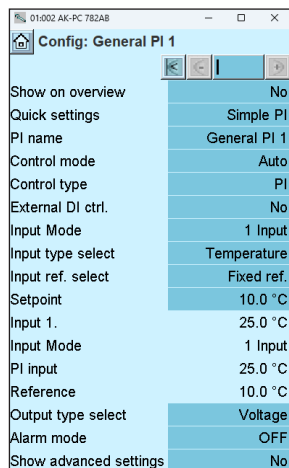 01:002 AK-PC 782AB
Config: General PI 1
Show on overview No
Quick settings Simple PI
PI name General PI 1
Control mode Auto
Control type PI
External DI ctrl. No
Input Mode 1 Input
Input type select Temperature
Input ref. select Fixed ref.
Setpoint 10.0 °C
Input 1. 25.0 °C
Input Mode 1 Input
PI input 25.0 °C
Reference 10.0 °C
Output type select Voltage
Alarm mode OFF
Show advanced settings No